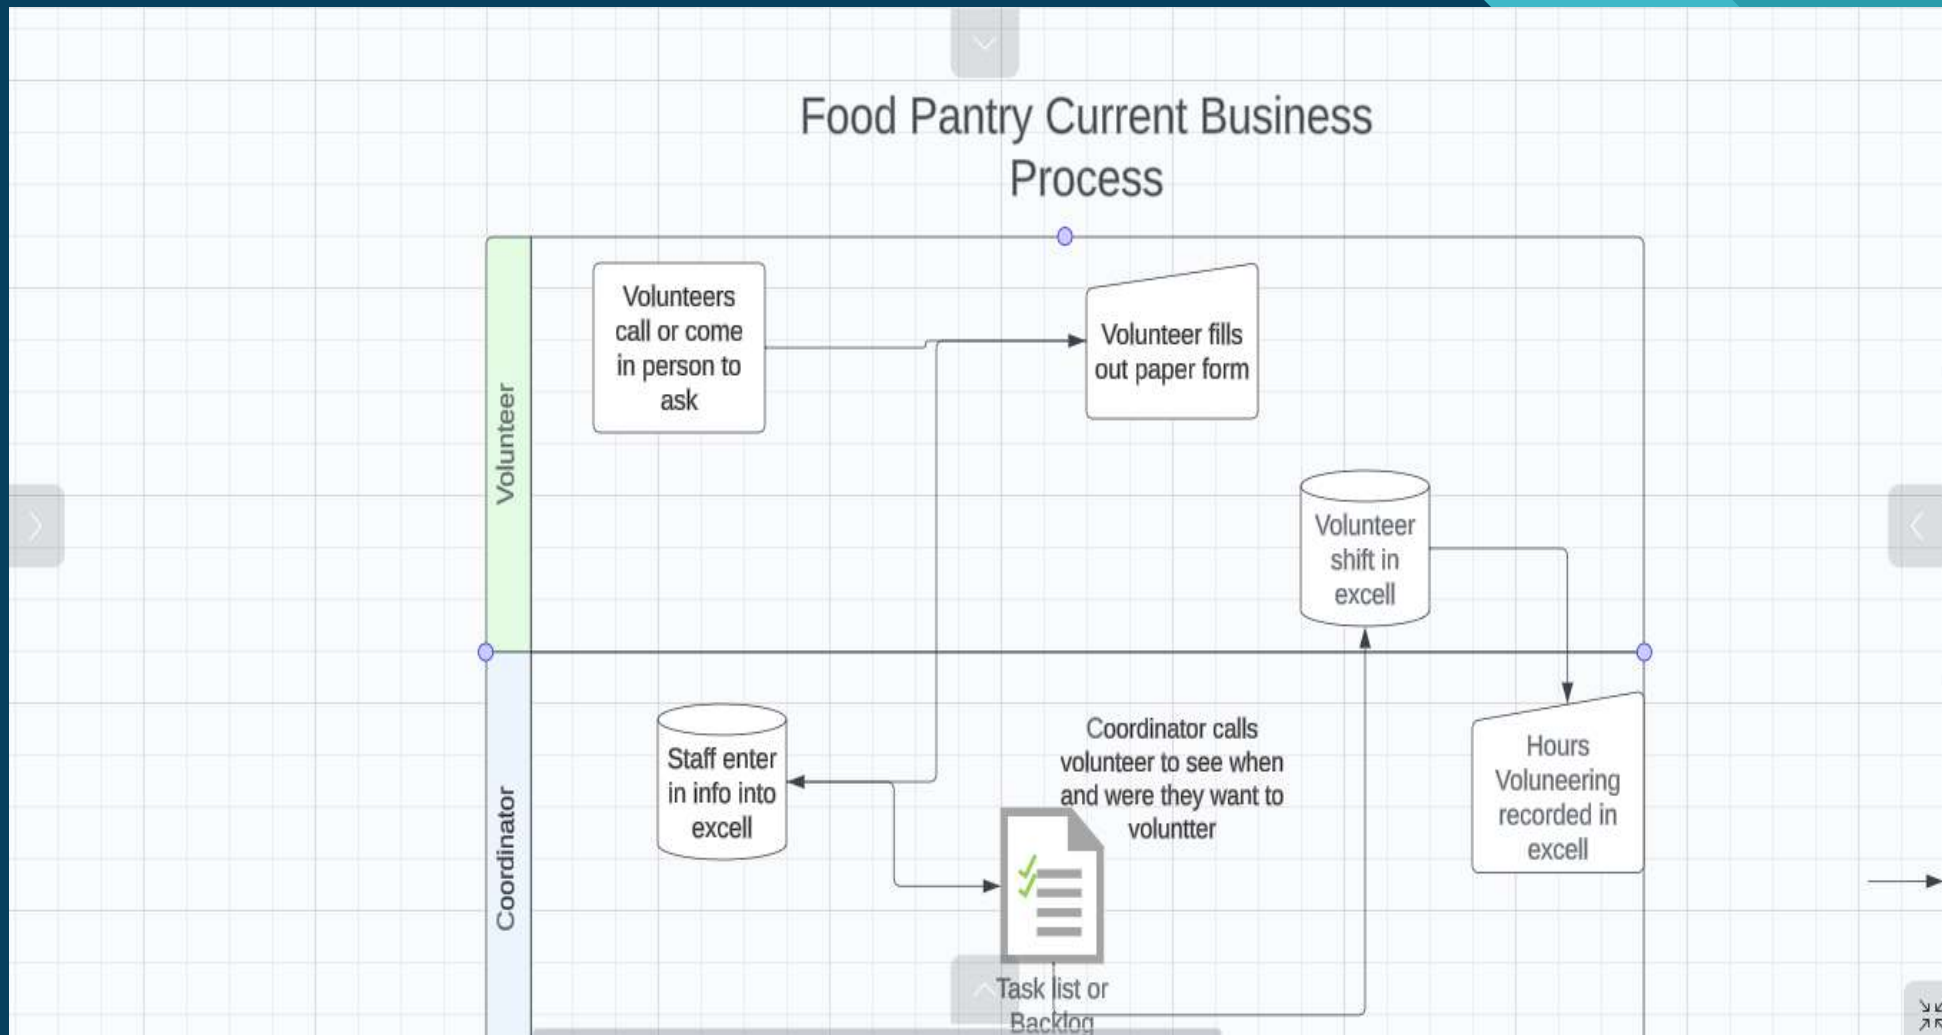 Food Pantry Current Business
Process
Volunteer
Volunteers
call or come
in person to
ask
Volunteer fills
out paper form
Volunteer
shift in
excell
Coordinator
Staff enter
in info into
excell
Coordinator calls
volunteer to see when
and were they want to
voluntter
Hours
Voluneering
recorded in
excell
Task list or
Backlog